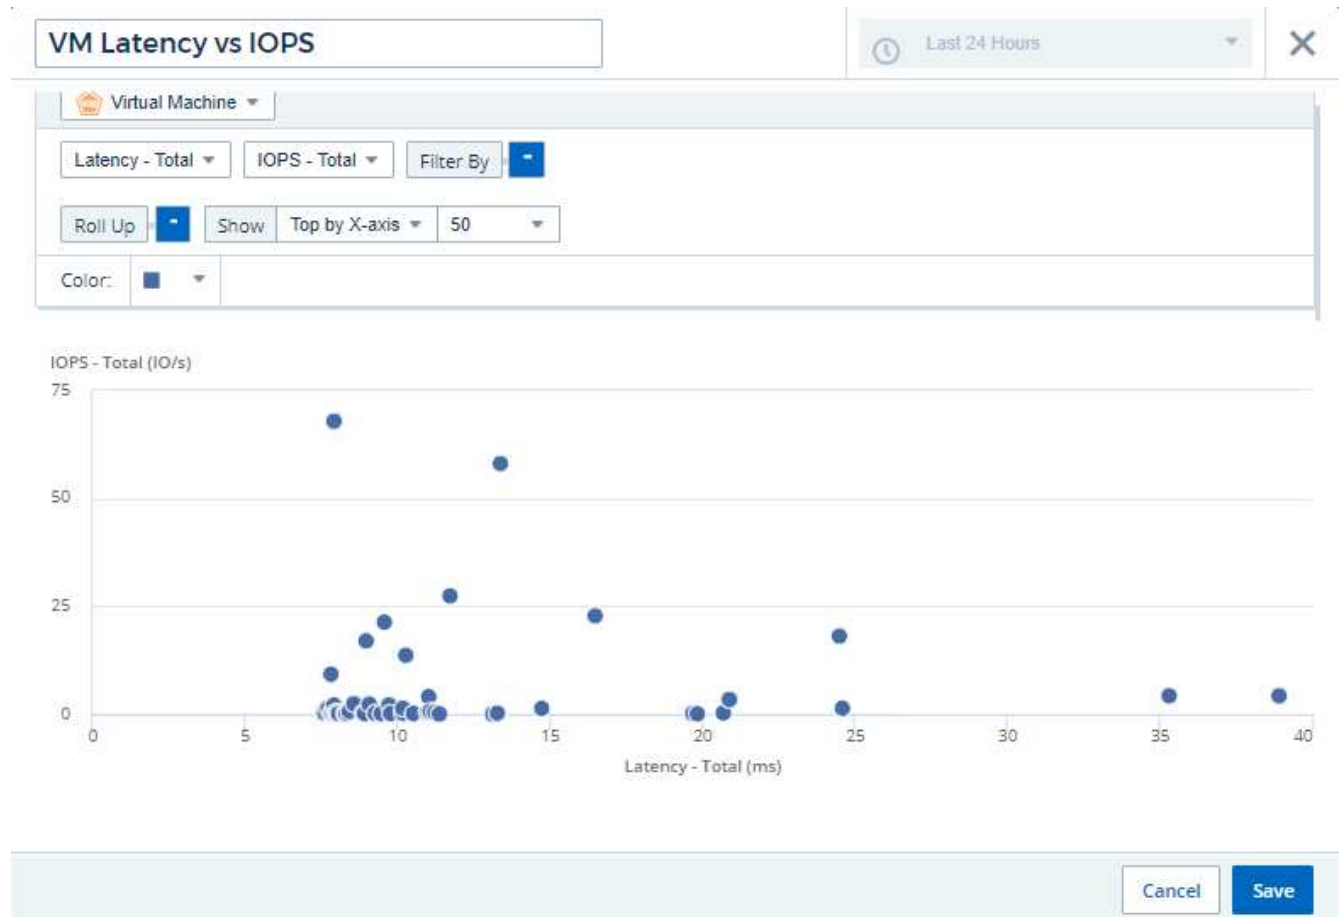 VM Latency vs IOPS
Last 24 Hours
Virtual Machine
Latency - Total IOPS - Total Filter By -
Roll Up - Show Top by X-axis 50
Color:
IOPS - Total (IO/s)
75
50
25
0
0 5 10 15 20 25 30 35 40
Latency - Total (ms)
Cancel Save